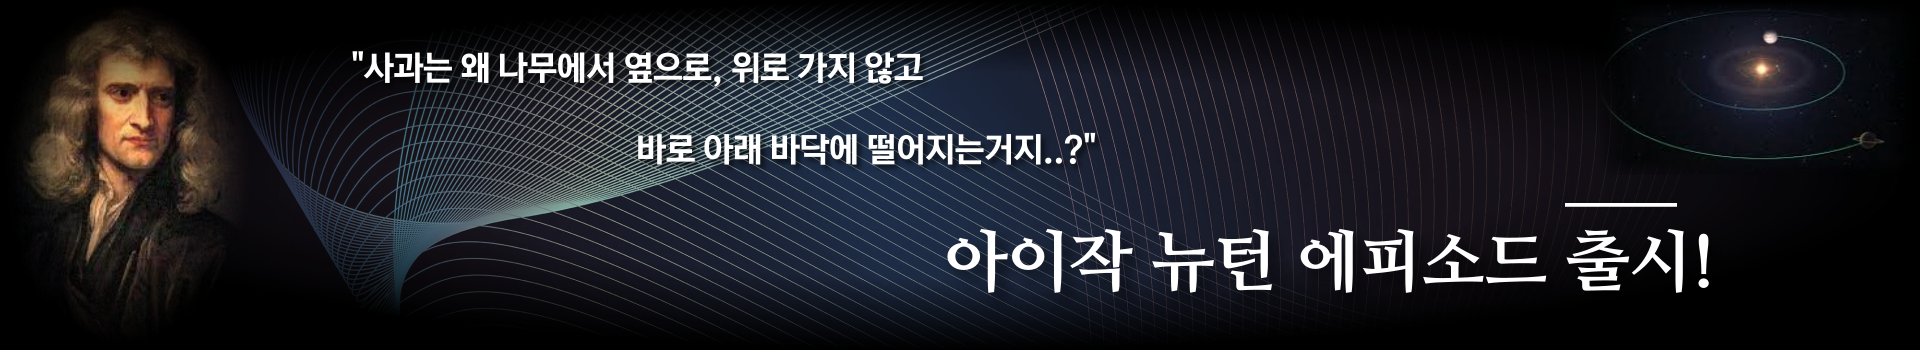 "사과는 왜 나무에서 옆으로, 위로 가지 않고
바로 아래 바닥에 떨어지는거지..?"
아이작 뉴턴 에피소드 출시!